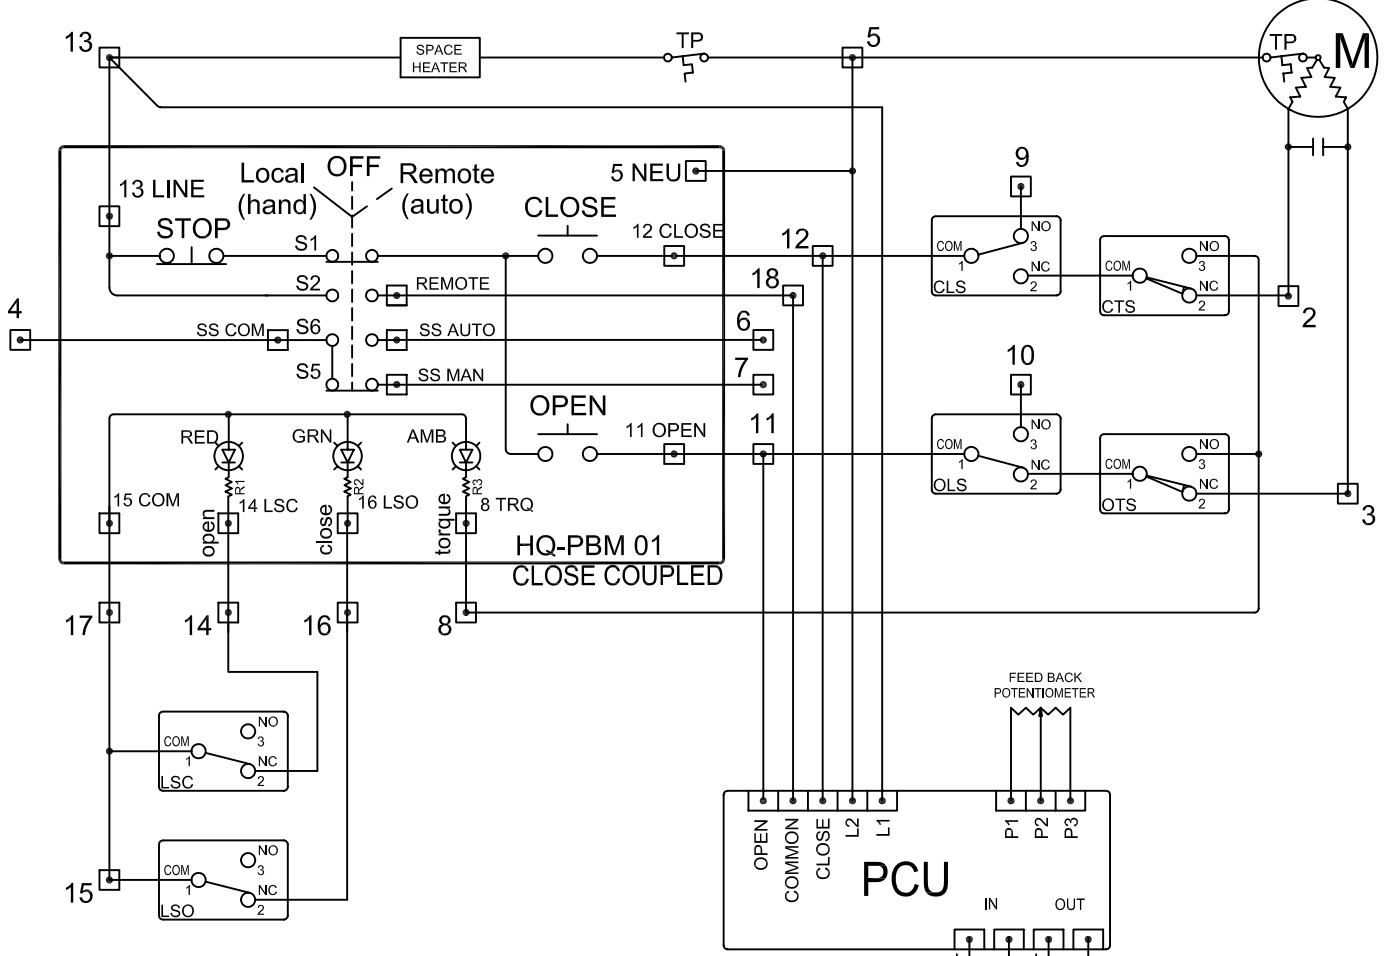 13
SPACE
HEATER
TP
5
TP
M
Local
(hand)
OFF
Remote
(auto)
5 NEU
13 LINE
STOP
S1
CLOSE
12 CLOSE
12
9
NO
3
COM
1
NC
2
CLS
NO
3
COM
1
NC
2
CTS
2
S2
REMOTE
18
4
SS COM
S6
SS AUTO
6
S5
SS MAN
7
OPEN
11 OPEN
11
10
NO
3
COM
1
NC
2
OLS
NO
3
COM
1
NC
2
OTS
3
RED
GRN
AMB
R1
R2
R3
15 COM
14 LSC
16 LSO
8 TRQ
open
close
torque
HQ-PBM 01
CLOSE COUPLED
17
14
16
8
NO
3
COM
1
NC
2
LSC
NO
3
COM
1
NC
2
LSO
15
FEED BACK
POTENTIOMETER
OPEN
COMMON
CLOSE
L2
L1
P1
P2
P3
PCU
IN
OUT